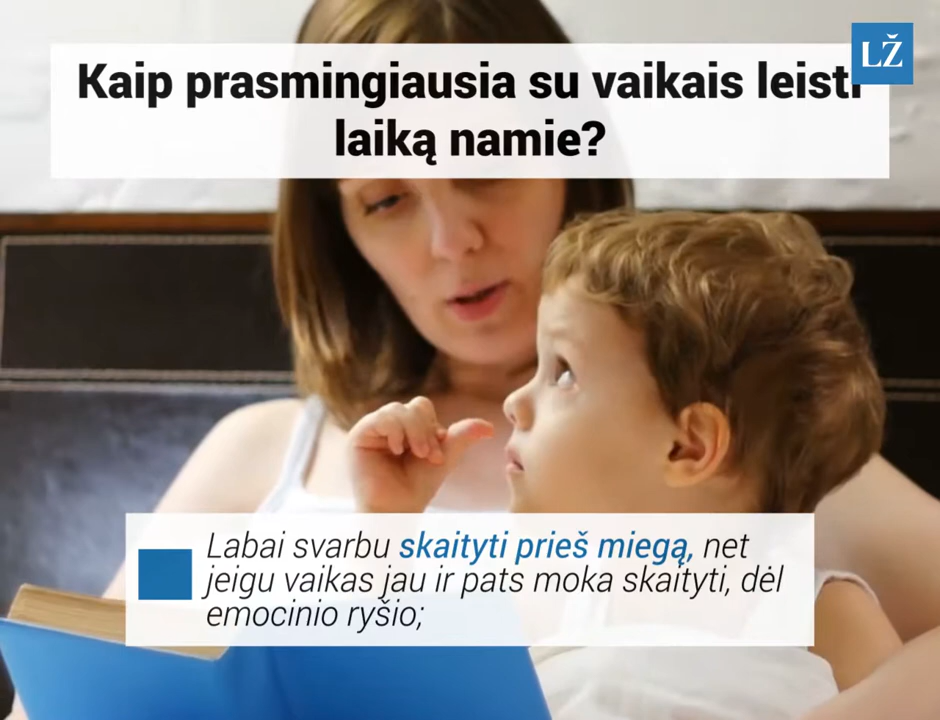 LŽ
Kaip prasmingiausia su vaikais leisti
laiką namie?
Labai svarbu skaityti prieš miegą, net
jeigu vaikas jau ir pats moka skaityti, dėl
emocinio ryšio;